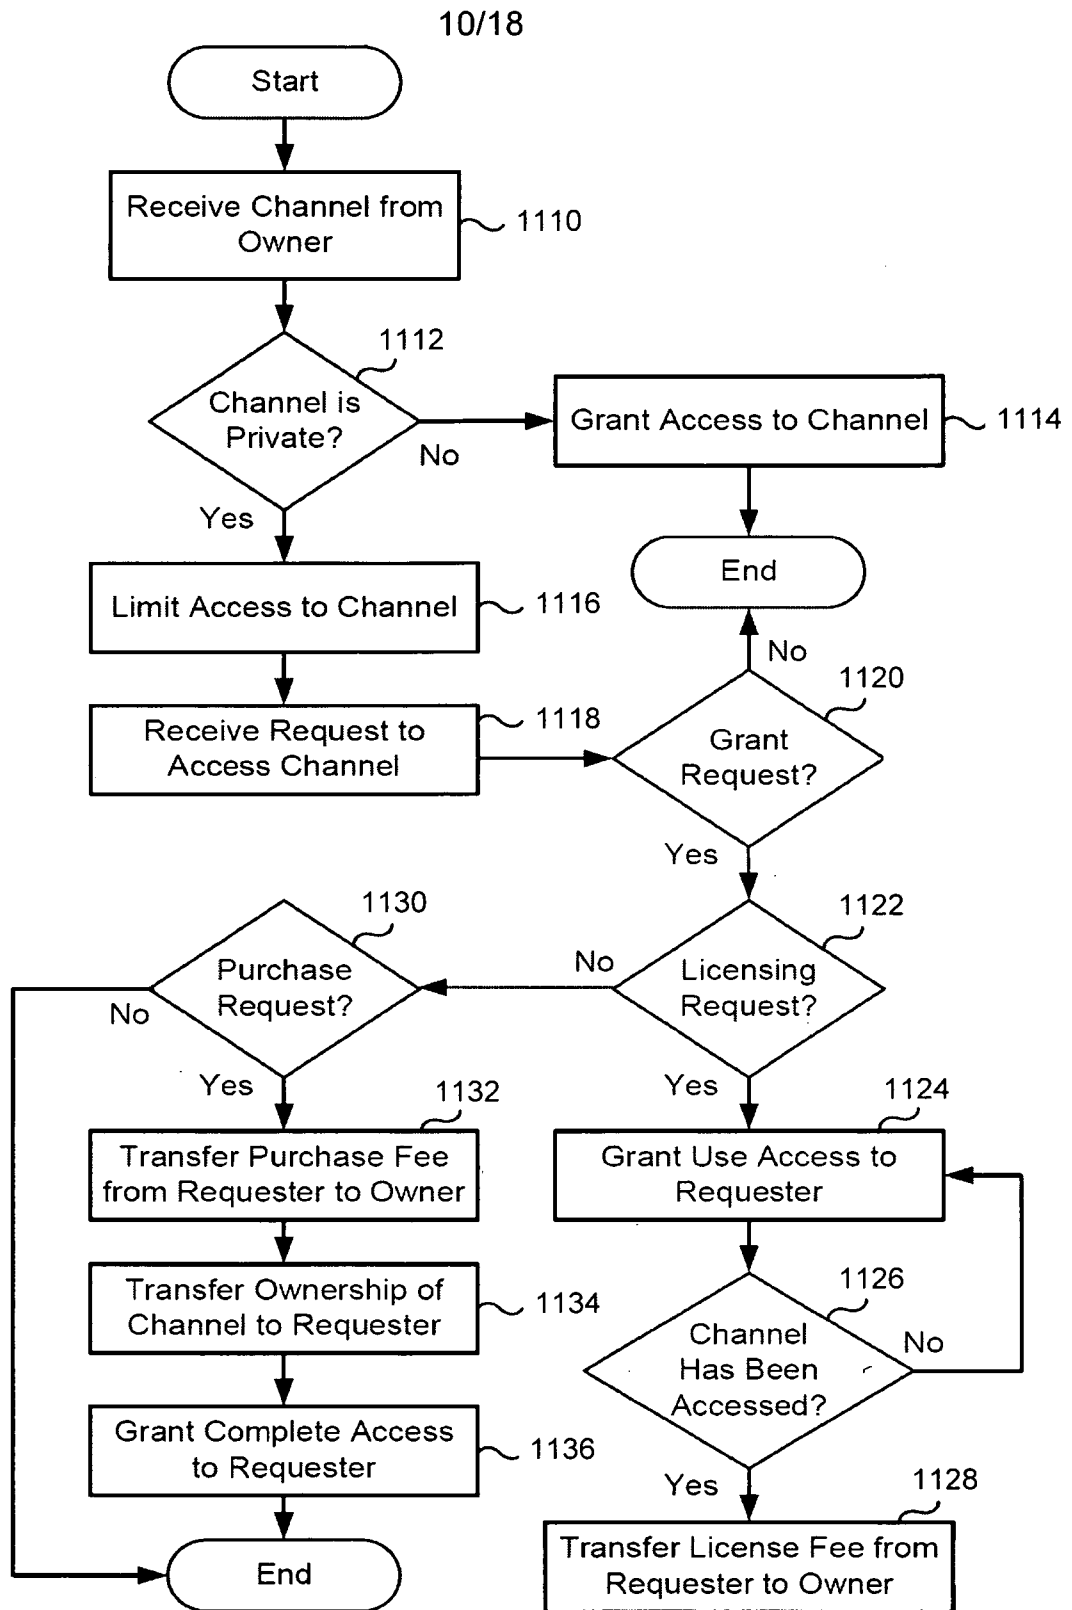 10/18
Start
Receive Channel from
Owner
1110
1112
Channel is
Private?
No
Yes
Grant Access to Channel
1114
End
Limit Access to Channel
1116
Receive Request to
Access Channel
1118
No
1120
Grant
Request?
Yes
1122
Licensing
Request?
No
Yes
1130
Purchase
Request?
No
Yes
1132
Transfer Purchase Fee
from Requester to Owner
1124
Grant Use Access to
Requester
Transfer Ownership of
Channel to Requester
1134
1126
Channel
Has Been
Accessed?
No
Yes
Grant Complete Access
to Requester
1136
End
1128
Transfer License Fee from
Requester to Owner